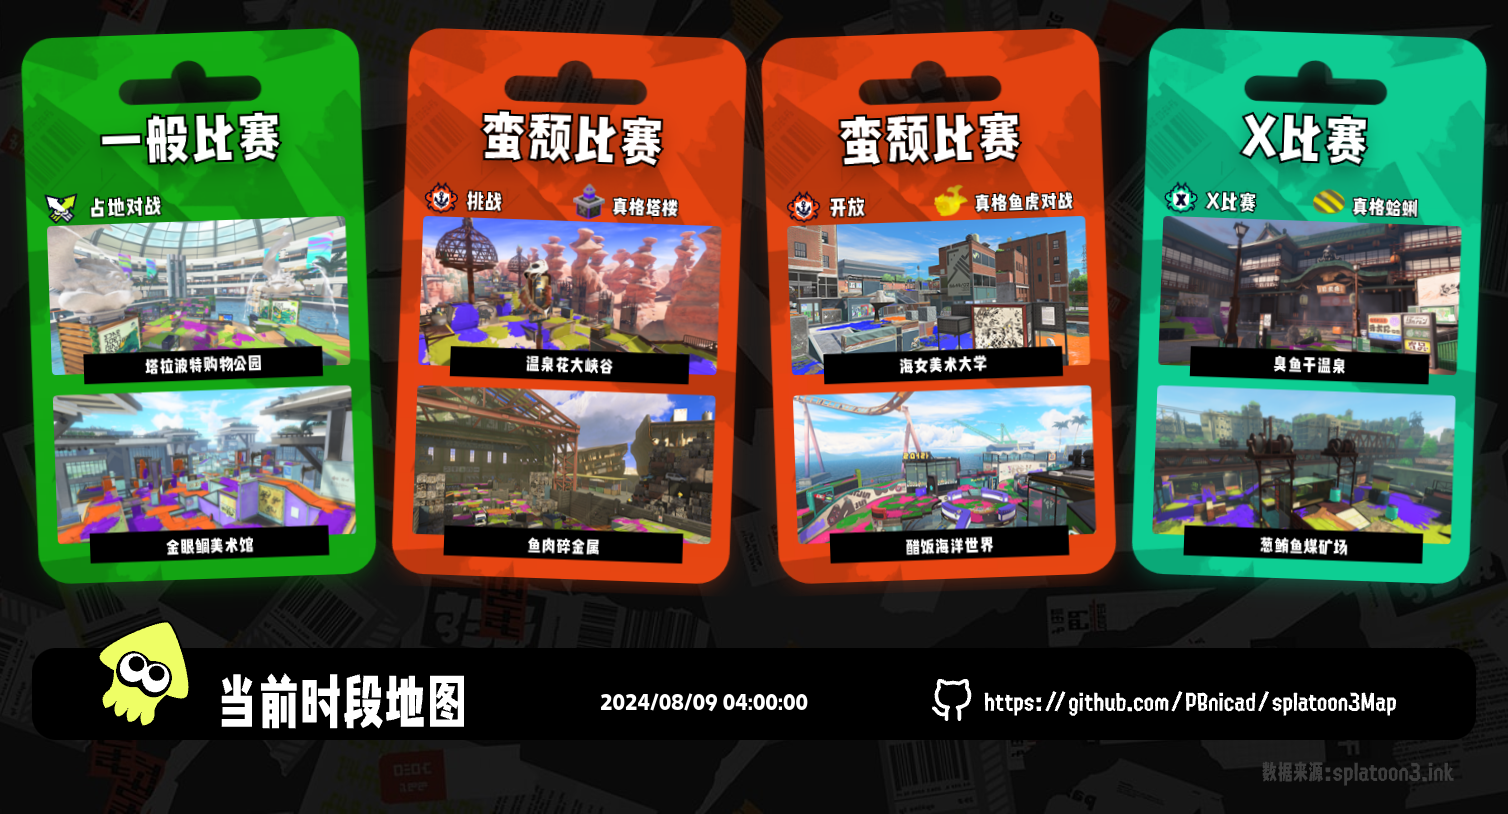 一般比赛
占地对战
塔拉波特购物公园
金眼鲷美术馆
蛮颓比赛
挑战
真格塔楼
温泉花大峡谷
鱼肉碎金属
蛮颓比赛
开放
真格鱼虎对战
海女美术大学
醋饭海洋世界
X比赛
X比赛
真格蛤蜊
臭鱼干温泉
葱鲔鱼煤矿场
当前时段地图
2024/08/09 04:00:00
https://github.com/PBnicad/splatoon3Map
数据来源:splatoon3.ink